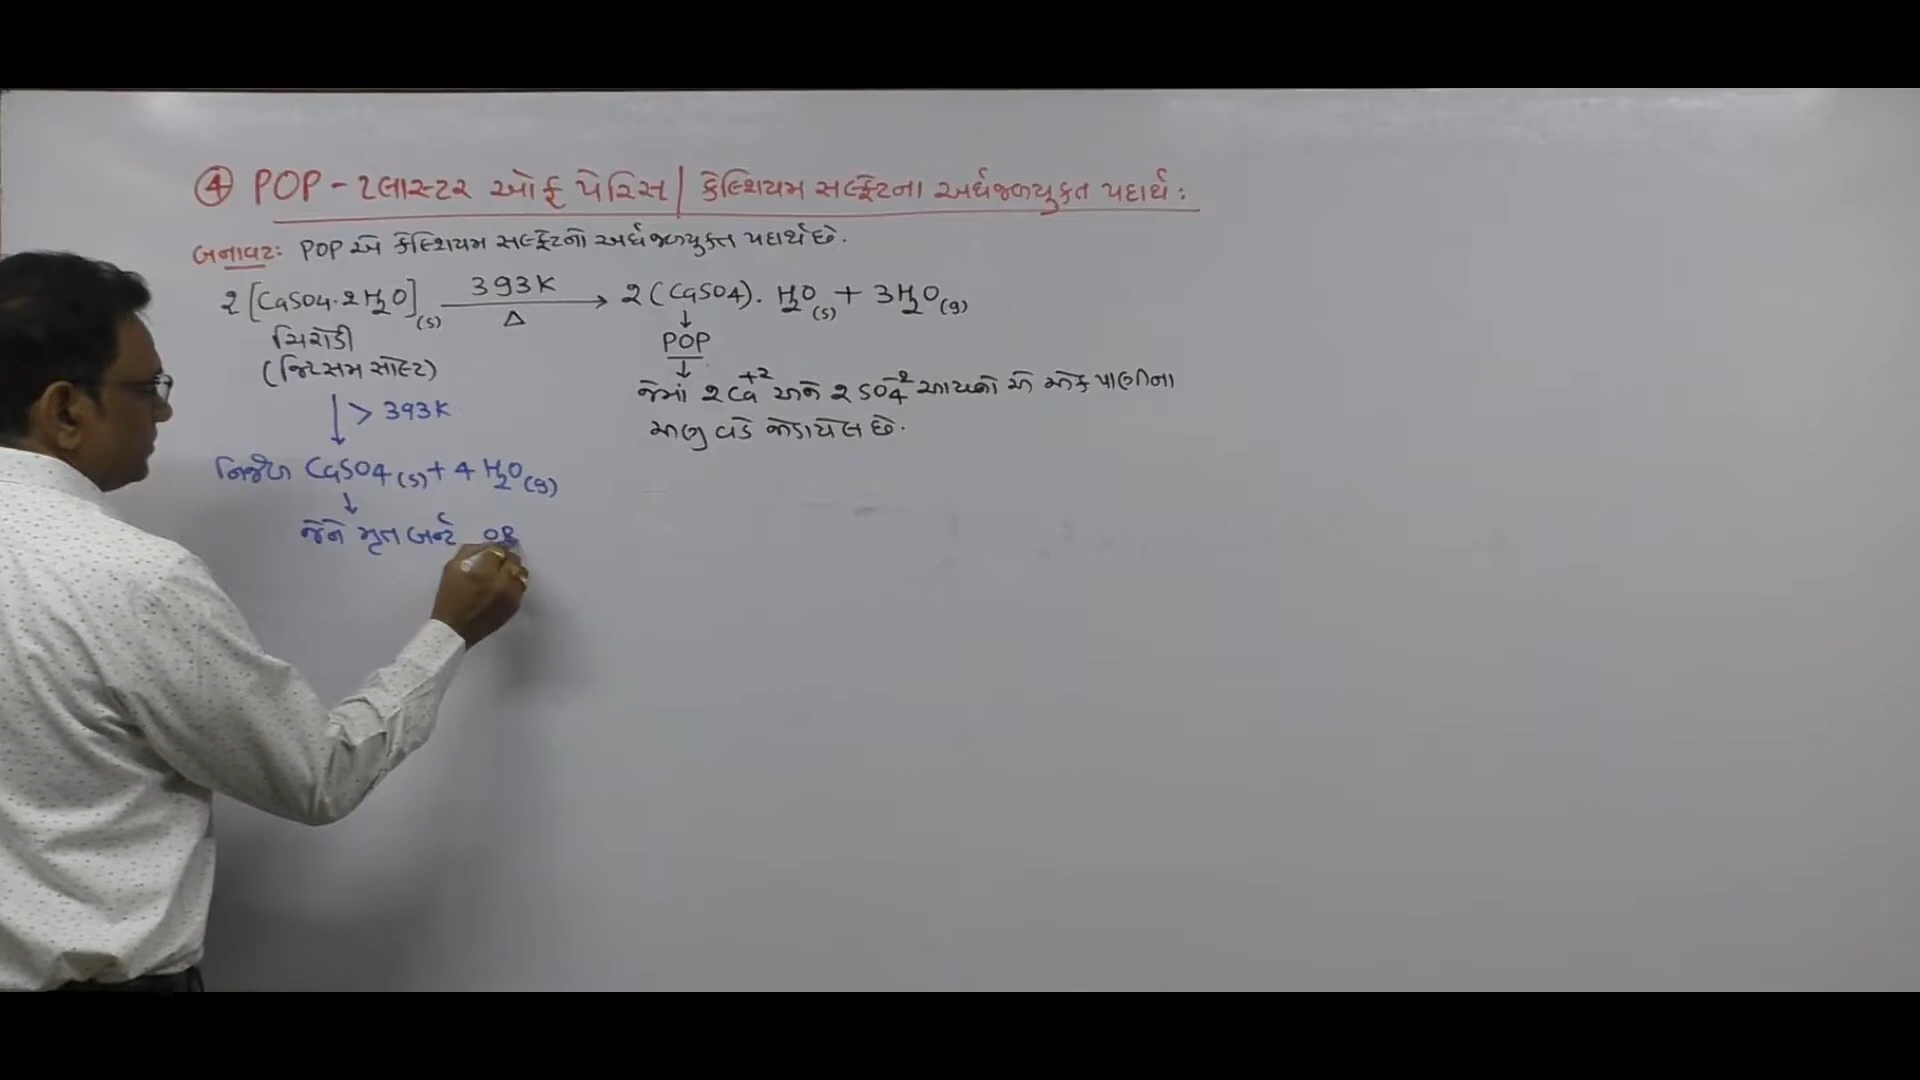 ④ POP - પ્લાસ્ટર ઓફ પેરિસ | કેલ્શિયમ સલ્ફેટના અર્ધજળયુક્ત પદાર્થ :
બનાવટ: POP એ કેલ્શિયમ સલ્ફેટનો અર્ધજળયુક્ત પદાર્થ છે.
2[CaSO4·2H2O](s) —393K/Δ→ 2(CaSO4). H2O(s) + 3H2O(g)
ચિરોડી
(જિપ્સમ સોલ્ટ)
↓
POP
↓
જેમાં 2Ca+2 અને 2SO4-2 આયનો એ એક પાણીના
અણુ વડે જોડાયેલ છે.
↓ > 393K
નિર્જળ CaSO4(s) + 4H2O(g)
↓
જેને મૃત બર્ન્ટ OR